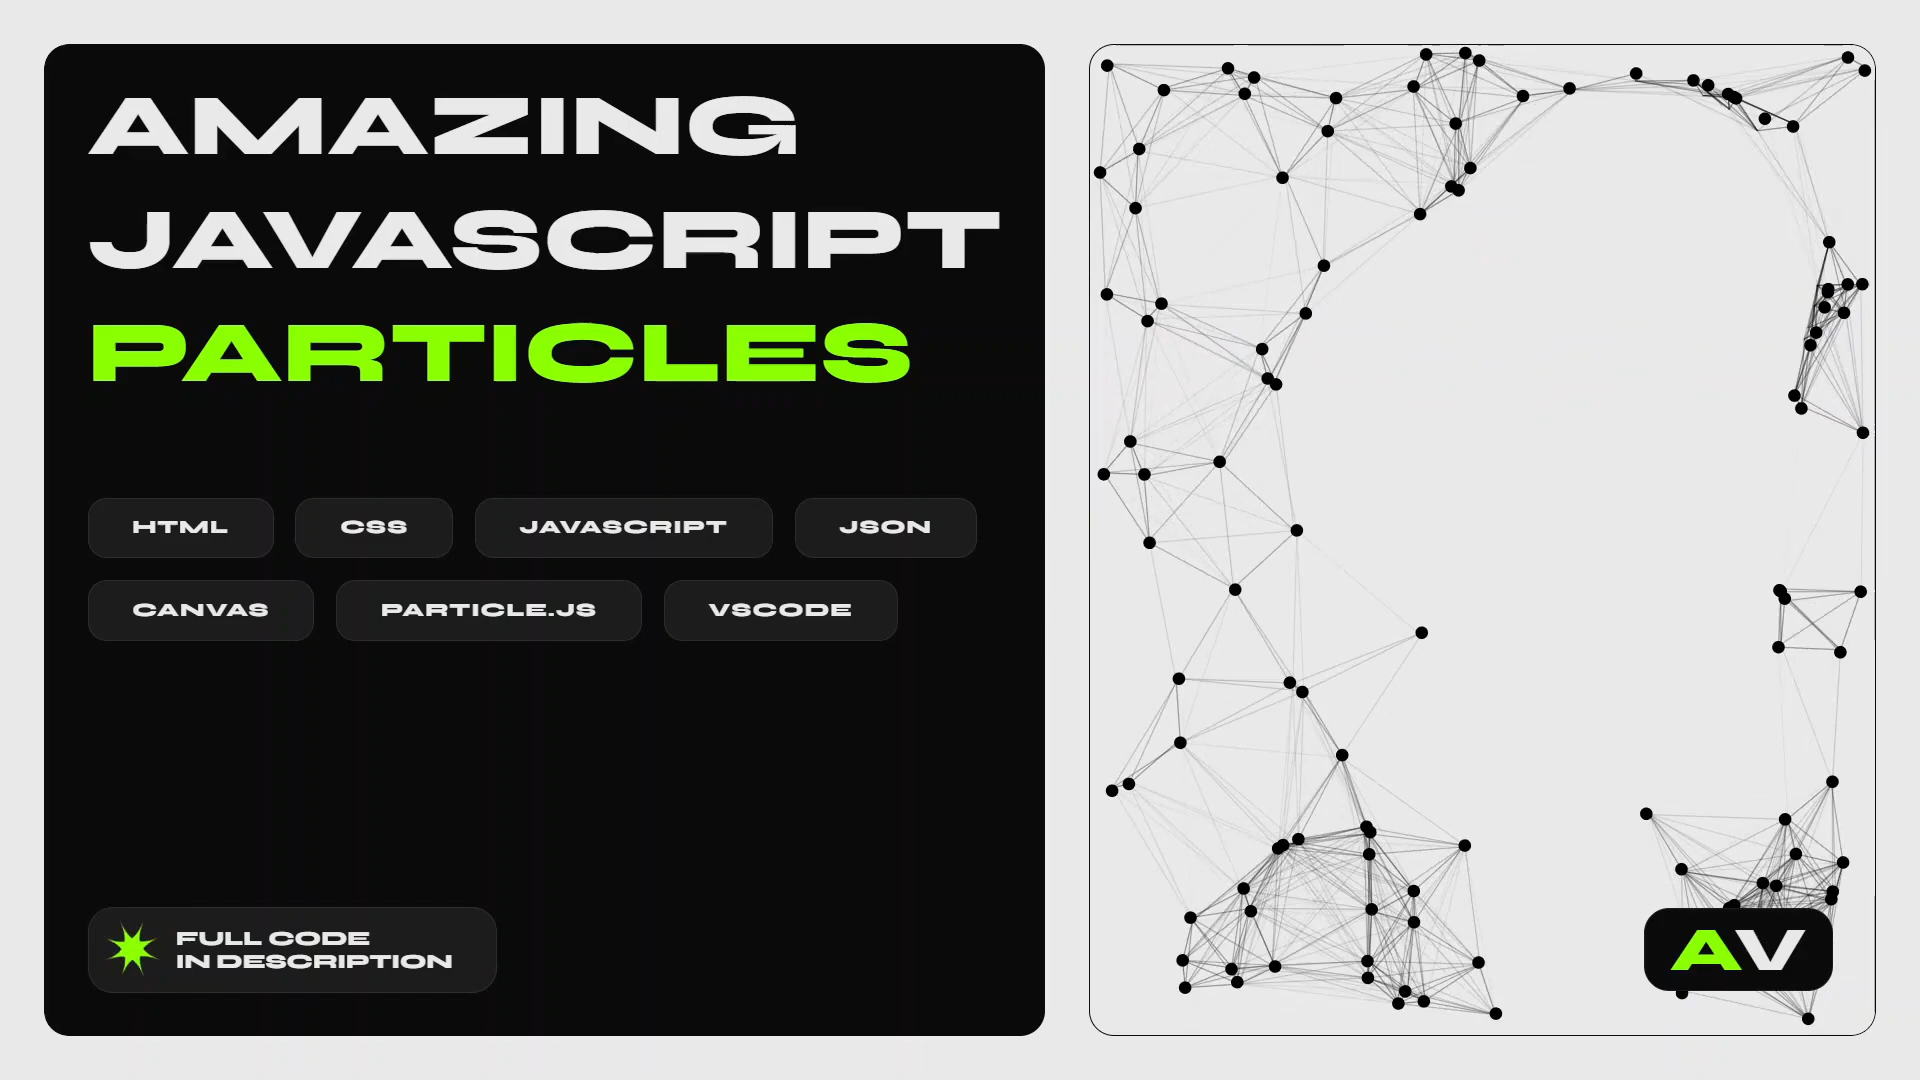 AMAZING
JAVASCRIPT
PARTICLES
HTML CSS JAVASCRIPT JSON
CANVAS PARTICLE.JS VSCODE
FULL CODE
IN DESCRIPTION
AV